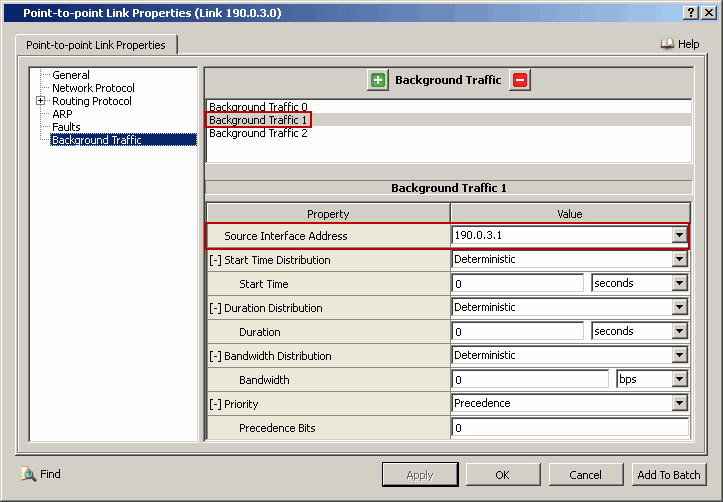 Point-to-point Link Properties (Link 190.0.3.0)
Point-to-point Link Properties
Help
General
Network Protocol
Routing Protocol
ARP
Faults
Background Traffic
Background Traffic
Background Traffic 0
Background Traffic 1
Background Traffic 2
Background Traffic 1
Property Value
Source Interface Address 190.0.3.1
[-] Start Time Distribution Deterministic
Start Time 0 seconds
[-] Duration Distribution Deterministic
Duration 0 seconds
[-] Bandwidth Distribution Deterministic
Bandwidth 0 bps
[-] Priority Precedence
Precedence Bits 0
Find Apply OK Cancel Add To Batch